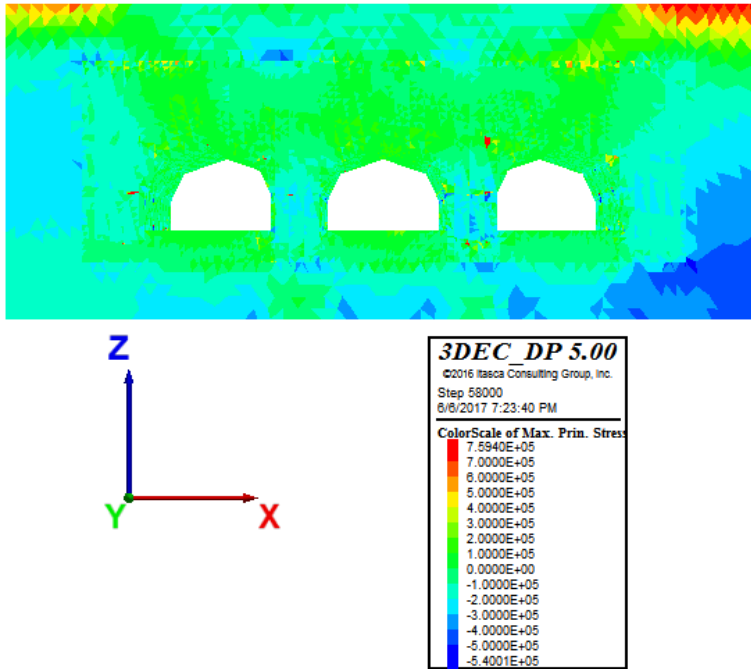 Z
Y
X
3DEC_DP 5.00
©2016 Itasca Consulting Group, Inc.
Step 58000
6/6/2017 7:23:40 PM
ColorScale of Max. Prin. Stress
7.5940E+05
7.0000E+05
6.0000E+05
5.0000E+05
4.0000E+05
3.0000E+05
2.0000E+05
1.0000E+05
0.0000E+00
-1.0000E+05
-2.0000E+05
-3.0000E+05
-4.0000E+05
-5.0000E+05
-5.4001E+05